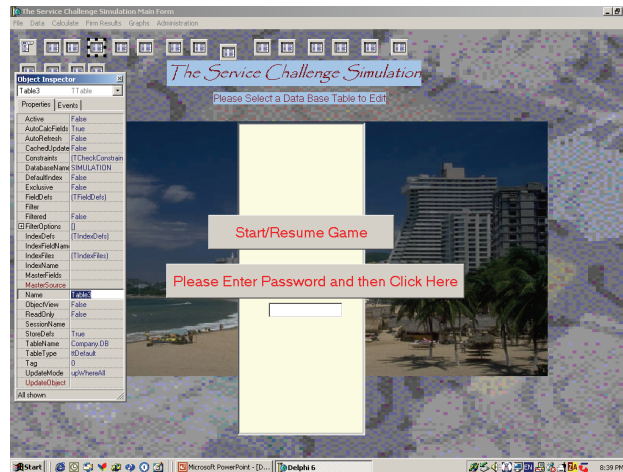 The Service Challenge Simulation Main Form
File Data Calculate Firm Results Graphs Administration
The Service Challenge Simulation
Please Select a Data Base Table to Edit
Object Inspector
Table3 TTable
Properties Events
Active False
AutoCalcFields True
AutoRefresh False
CachedUpdate False
Constraints (TCheckConstrain
DatabaseName SIMULATION
DefaultIndex False
Exclusive False
FieldDefs (TFieldDefs)
Filter
Filtered False
FilterOptions []
IndexDefs (TIndexDefs)
IndexFieldNam
IndexFiles (TIndexFiles)
IndexName
MasterFields
MasterSource
Name Table3
ObjectView False
ReadOnly False
SessionName
StoreDefs True
TableName Company.DB
TableType ttDefault
Tag 0
UpdateMode upWhereAll
UpdateObject
All shown
Start/Resume Game
Please Enter Password and then Click Here
Start
Microsoft PowerPoint - [D...
Delphi 6
8:39 PM